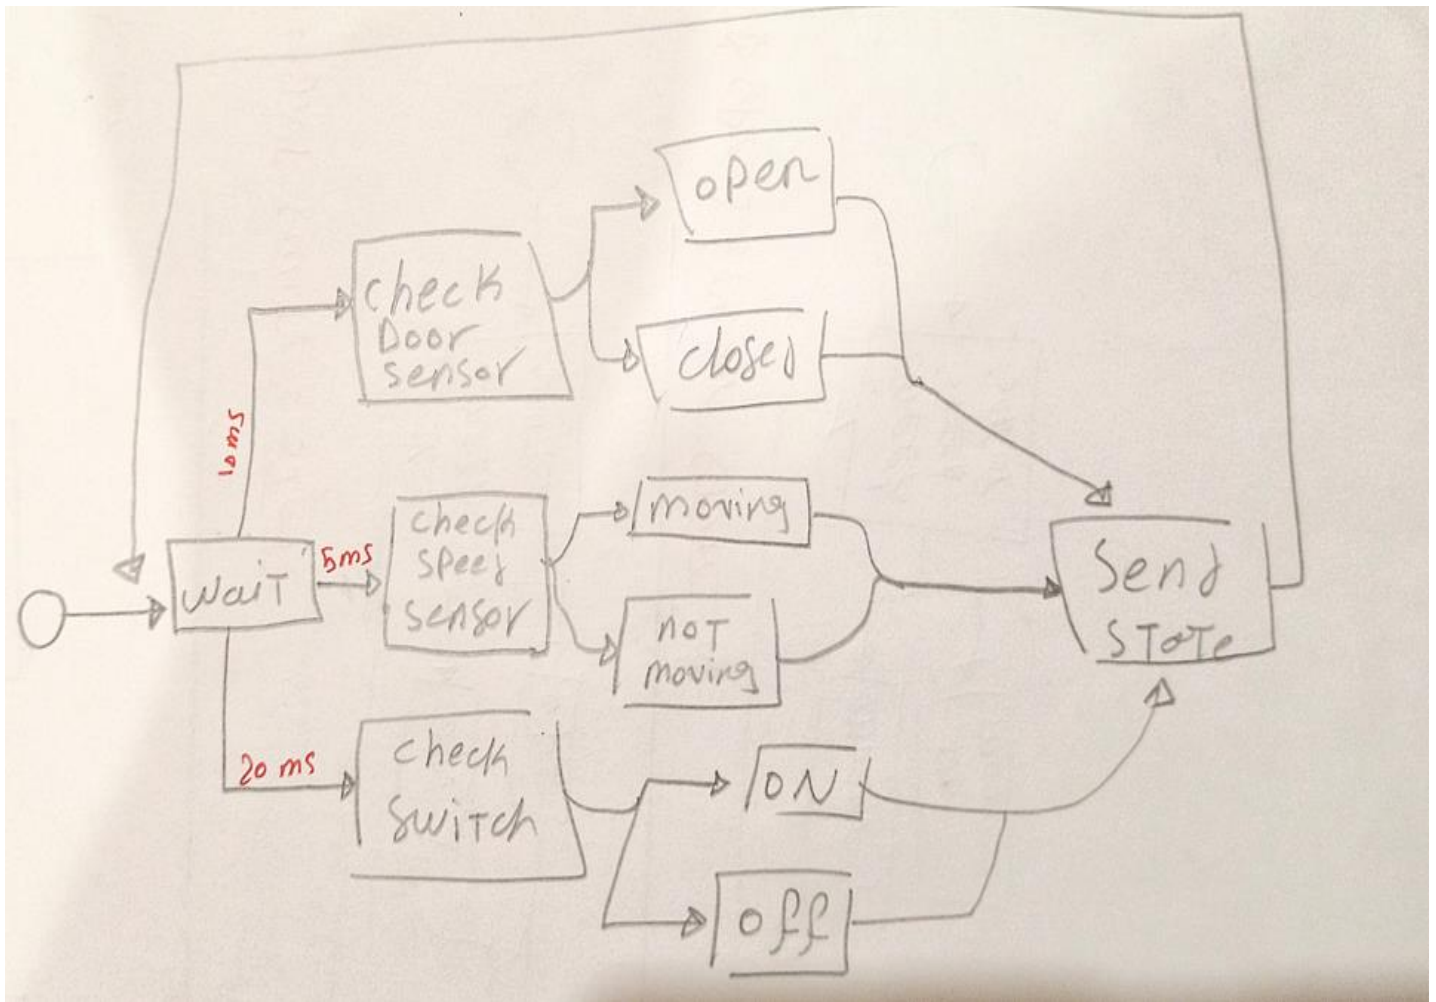 open
check
Door
sensor
closed
10ms
moving
check
speed
sensor
5ms
wait
Send
STaTe
noT
moving
20 ms
check
switch
ON
off